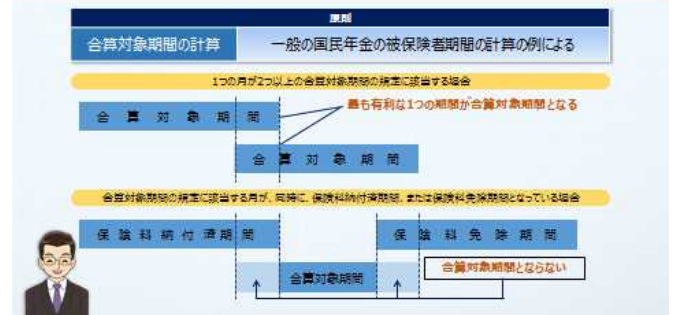 原則
合算対象期間の計算 一般の国民年金の被保険者期間の計算の例による
1つの月が2つ以上の合算対象期間の規定に該当する場合
合算対象期間
最も有利な1つの期間が合算対象期間となる
合算対象期間
合算対象期間の規定に該当する月が、同時に、保険料納付済期間、または保険料免除期間となっている場合
保険料納付済期間 保険料免除期間
合算対象期間
合算対象期間とならない